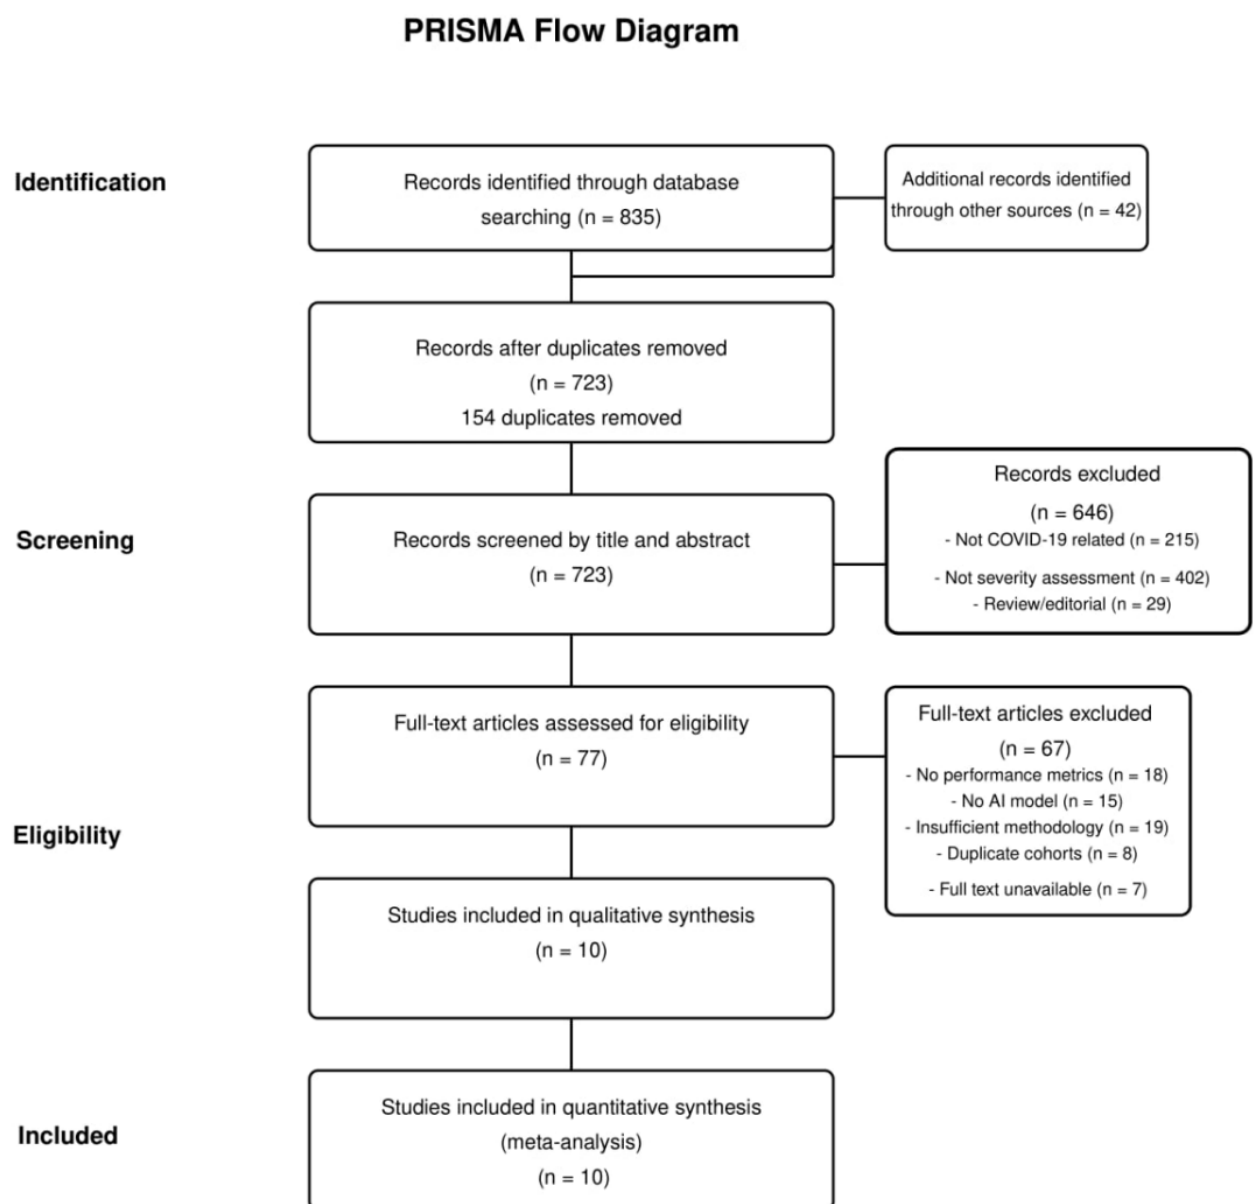 PRISMA Flow Diagram
Identification
Records identified through database
searching (n = 835)
Additional records identified
through other sources (n = 42)
Records after duplicates removed
(n = 723)
154 duplicates removed
Screening
Records screened by title and abstract
(n = 723)
Records excluded
(n = 646)
- Not COVID-19 related (n = 215)
- Not severity assessment (n = 402)
- Review/editorial (n = 29)
Eligibility
Full-text articles assessed for eligibility
(n = 77)
Full-text articles excluded
(n = 67)
- No performance metrics (n = 18)
- No AI model (n = 15)
- Insufficient methodology (n = 19)
- Duplicate cohorts (n = 8)
- Full text unavailable (n = 7)
Studies included in qualitative synthesis
(n = 10)
Included
Studies included in quantitative synthesis
(meta-analysis)
(n = 10)